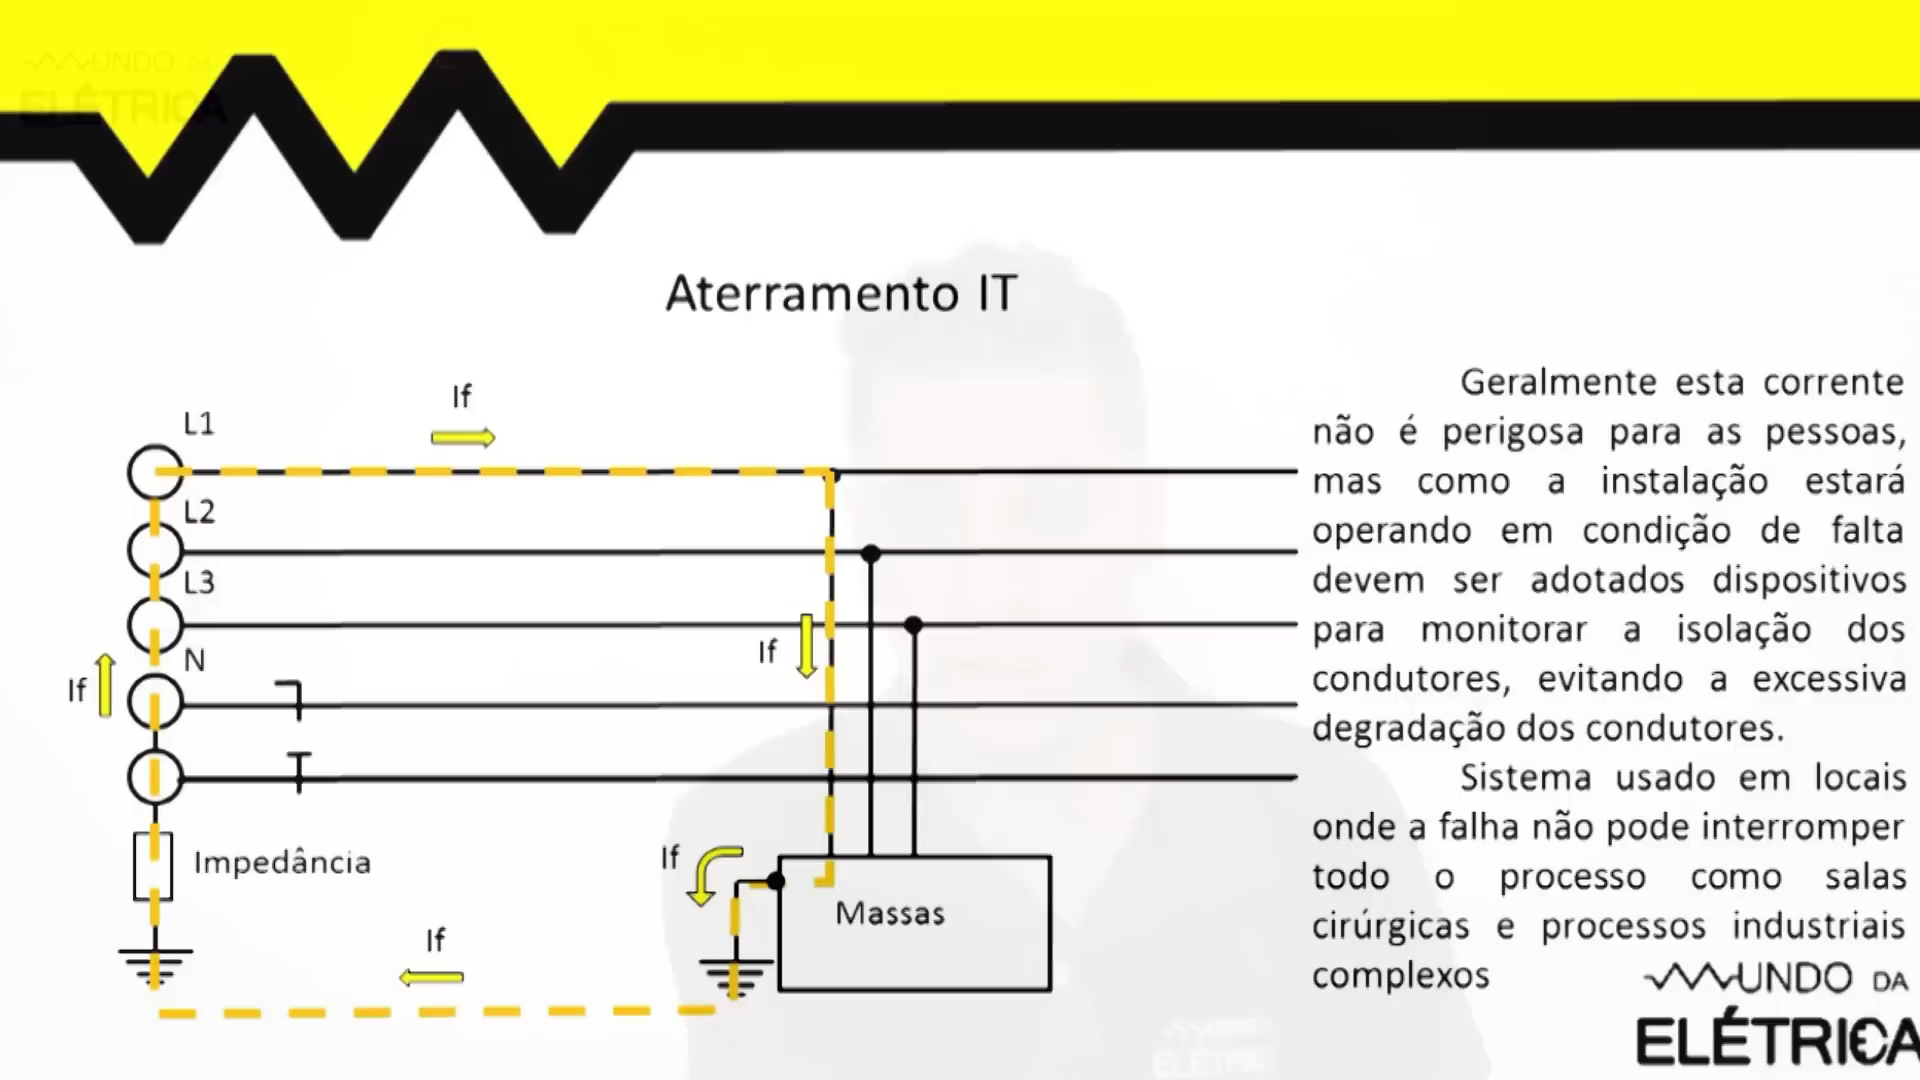 UNDO DA
ELÉTRICA
Aterramento IT
If
L1
L2
L3
N
If
If
Impedância
If
Massas
If
Geralmente esta corrente
não é perigosa para as pessoas,
mas como a instalação estará
operando em condição de falta
devem ser adotados dispositivos
para monitorar a isolação dos
condutores, evitando a excessiva
degradação dos condutores.
Sistema usado em locais
onde a falha não pode interromper
todo o processo como salas
cirúrgicas e processos industriais
complexos
MUNDO DA
ELÉTRICA